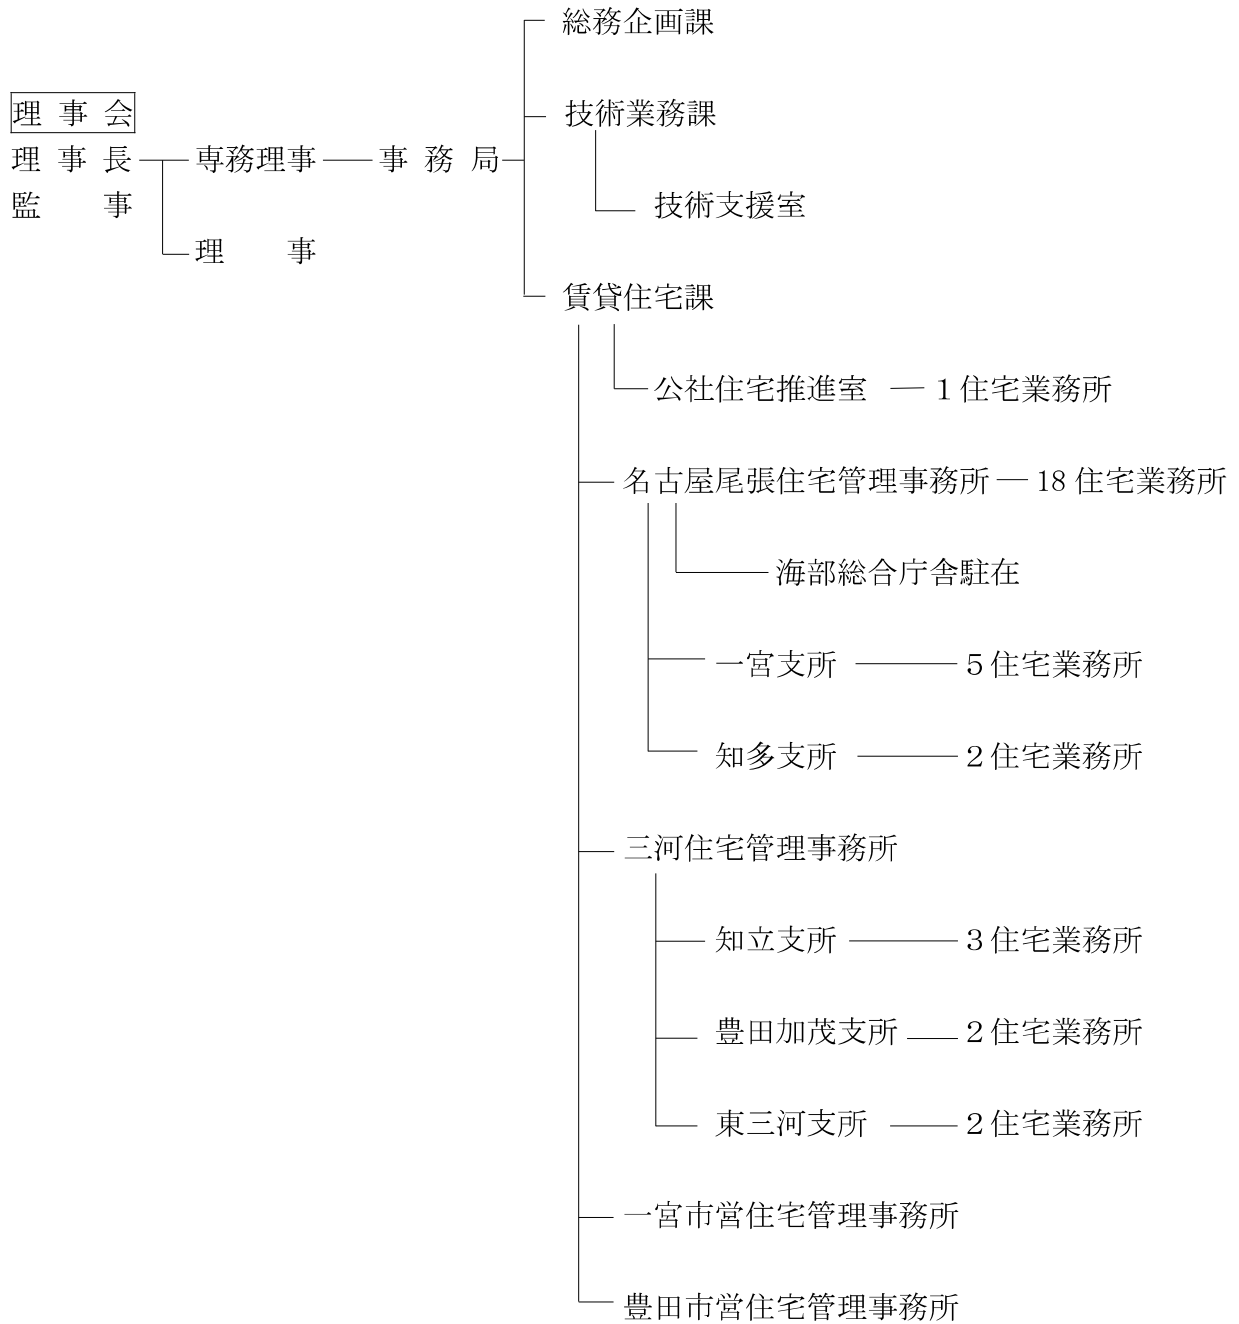 総務企画課
理事会
技術業務課
理事長 専務理事 事務局
監事 技術支援室
理事
賃貸住宅課
公社住宅推進室 1住宅業務所
名古屋尾張住宅管理事務所 18住宅業務所
海部総合庁舎駐在
一宮支所 5住宅業務所
知多支所 2住宅業務所
三河住宅管理事務所
知立支所 3住宅業務所
豊田加茂支所 2住宅業務所
東三河支所 2住宅業務所
一宮市営住宅管理事務所
豊田市営住宅管理事務所